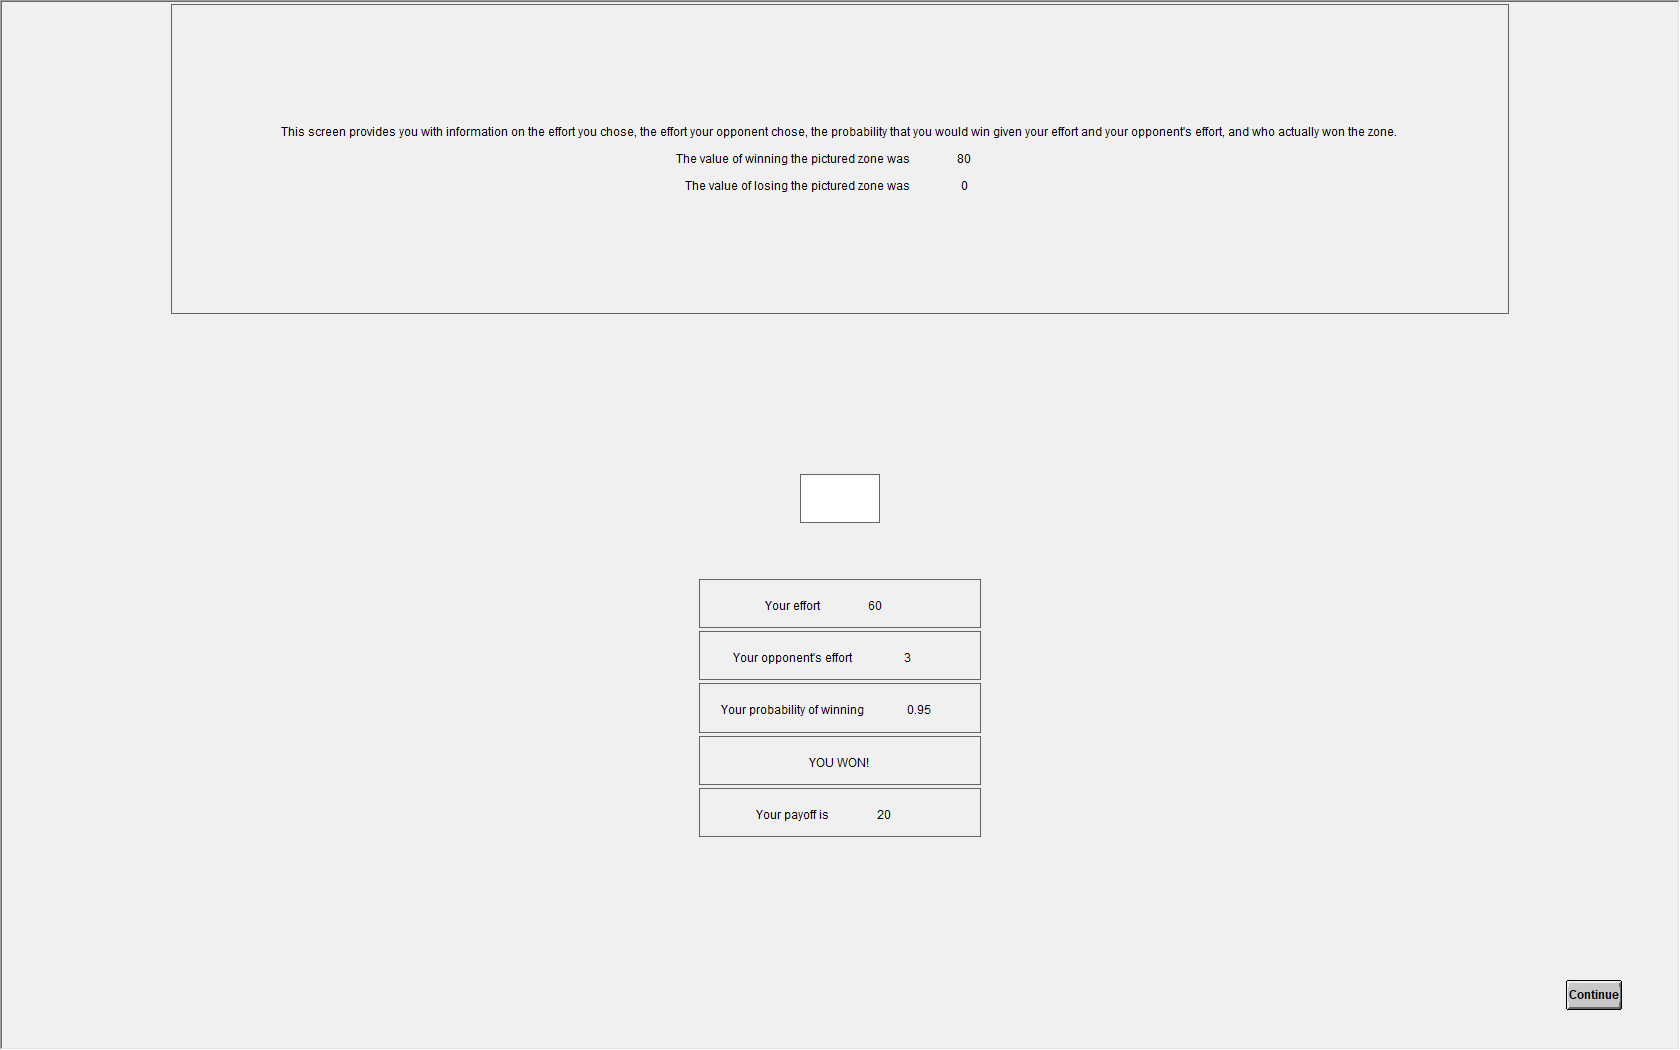 This screen provides you with information on the effort you chose, the effort your opponent chose, the probability that you would win given your effort and your opponent's effort, and who actually won the zone.
The value of winning the pictured zone was 80
The value of losing the pictured zone was 0
Your effort 60
Your opponent's effort 3
Your probability of winning 0.95
YOU WON!
Your payoff is 20
Continue